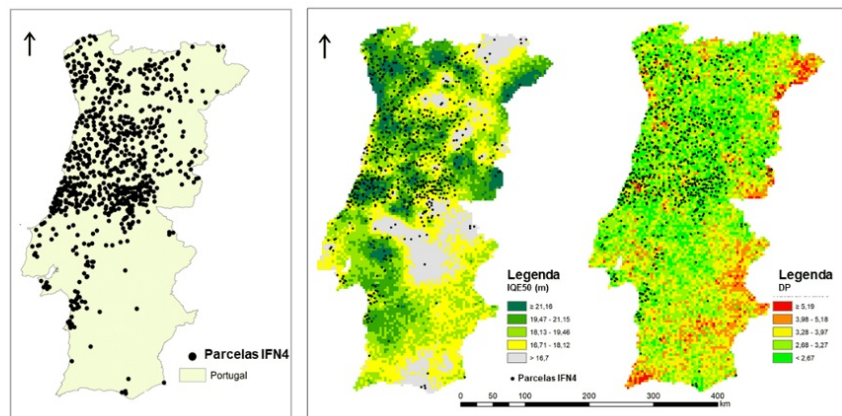 Parcelas IFN4
Portugal
Legenda
IQE50 (m)
≥ 21,16
19,47 - 21,15
18,13 - 19,46
16,71 - 18,12
> 16,7
Parcelas IFN4
Legenda
DP
≥ 5,19
3,98 - 5,18
3,28 - 3,97
2,68 - 3,27
< 2,67
0 100 200 300 400
km